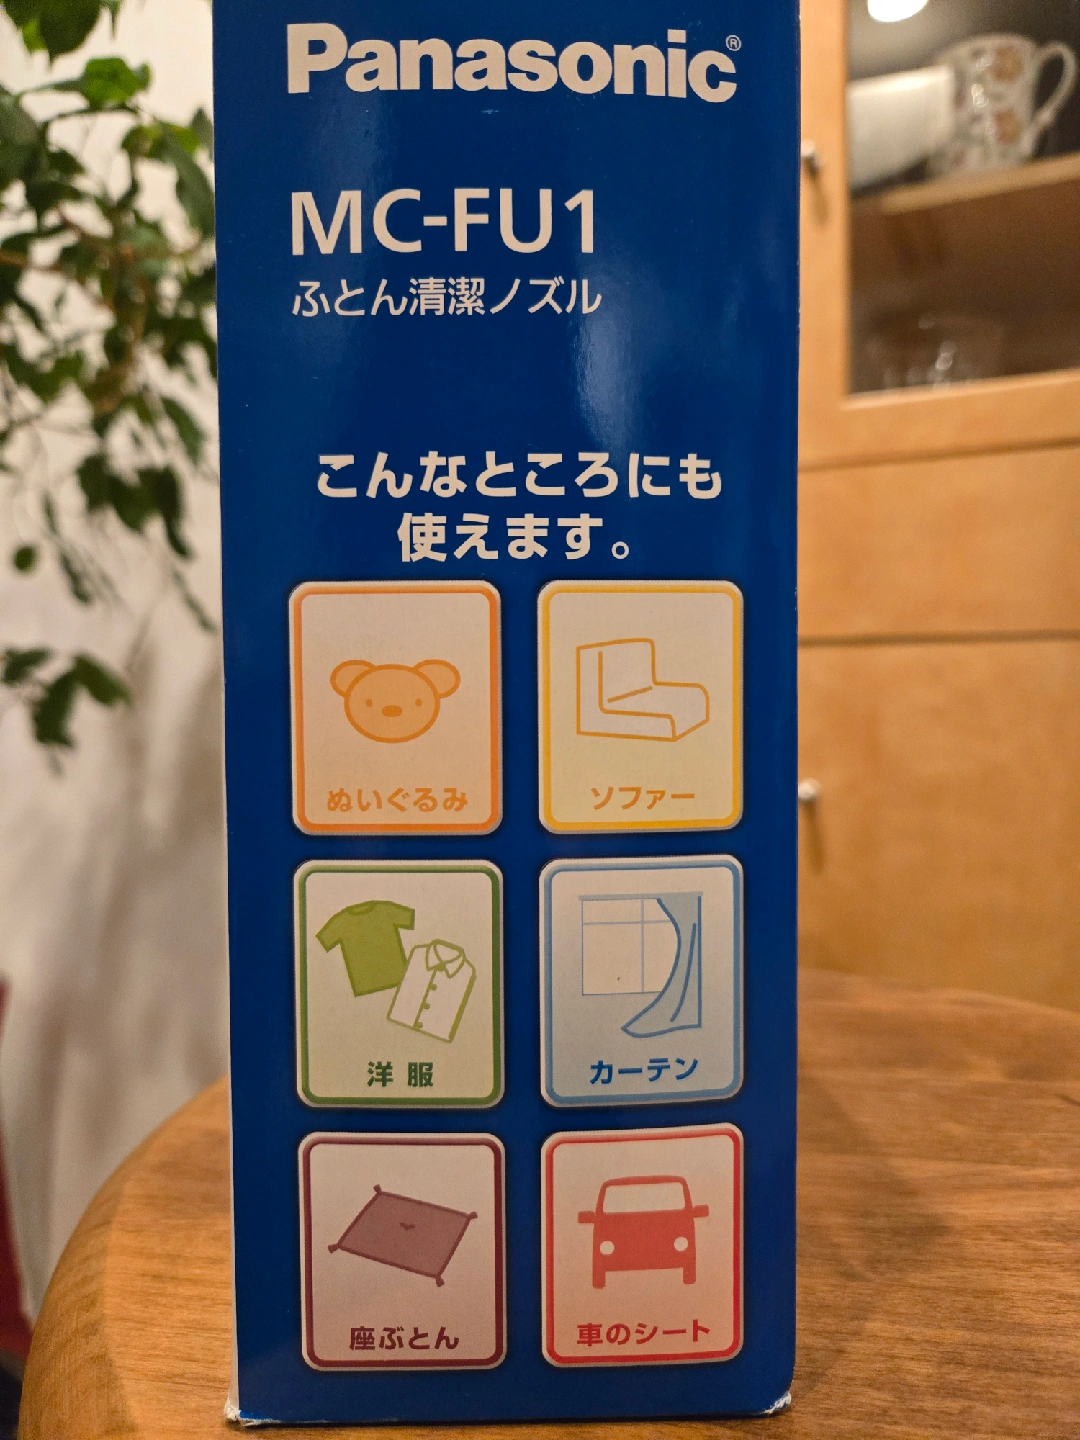 Panasonic®
MC-FU1
ふとん清潔ノズル
こんなところにも
使えます。
ぬいぐるみ
ソファー
洋服
カーテン
座ぶとん
車のシート